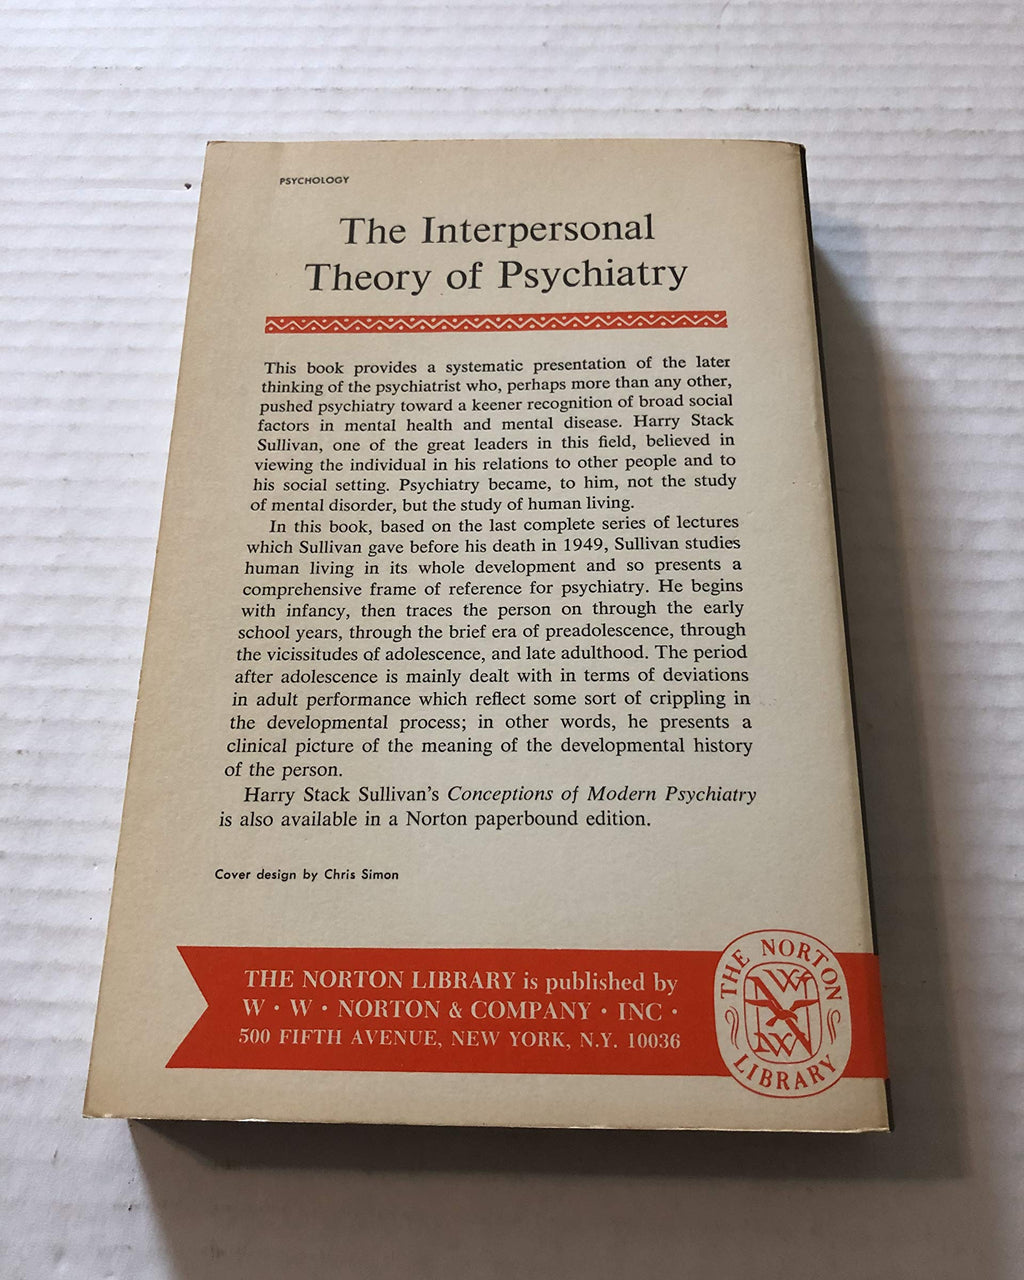 PSYCHOLOGY
The Interpersonal
Theory of Psychiatry
This book provides a systematic presentation of the later
thinking of the psychiatrist who, perhaps more than any other,
pushed psychiatry toward a keener recognition of broad social
factors in mental health and mental disease. Harry Stack
Sullivan, one of the great leaders in this field, believed in
viewing the individual in his relations to other people and to
his social setting. Psychiatry became, to him, not the study
of mental disorder, but the study of human living.
In this book, based on the last complete series of lectures
which Sullivan gave before his death in 1949, Sullivan studies
human living in its whole development and so presents a
comprehensive frame of reference for psychiatry. He begins
with infancy, then traces the person on through the early
school years, through the brief era of preadolescence, through
the vicissitudes of adolescence, and late adulthood. The period
after adolescence is mainly dealt with in terms of deviations
in adult performance which reflect some sort of crippling in
the developmental process; in other words, he presents a
clinical picture of the meaning of the developmental history
of the person.
Harry Stack Sullivan's Conceptions of Modern Psychiatry
is also available in a Norton paperbound edition.
Cover design by Chris Simon
THE NORTON LIBRARY is published by
W · W · NORTON & COMPANY · INC ·
500 FIFTH AVENUE, NEW YORK, N.Y. 10036
THE NORTON
WWN
LIBRARY